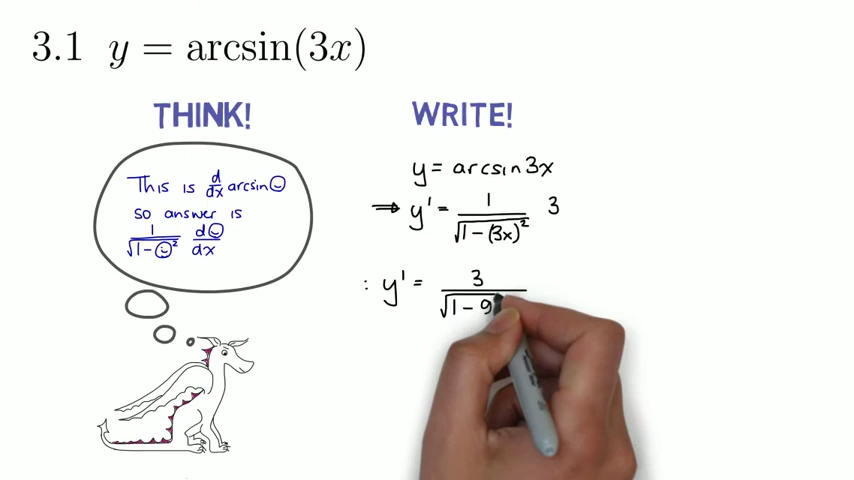 3.1 y = arcsin(3x)
THINK!
This is d/dx arcsin☺
so answer is
1/√(1-☺²) d☺/dx
WRITE!
y = arcsin 3x
⇒ y' = 1/√(1-(3x)²) 3
: y' = 3/√(1-9